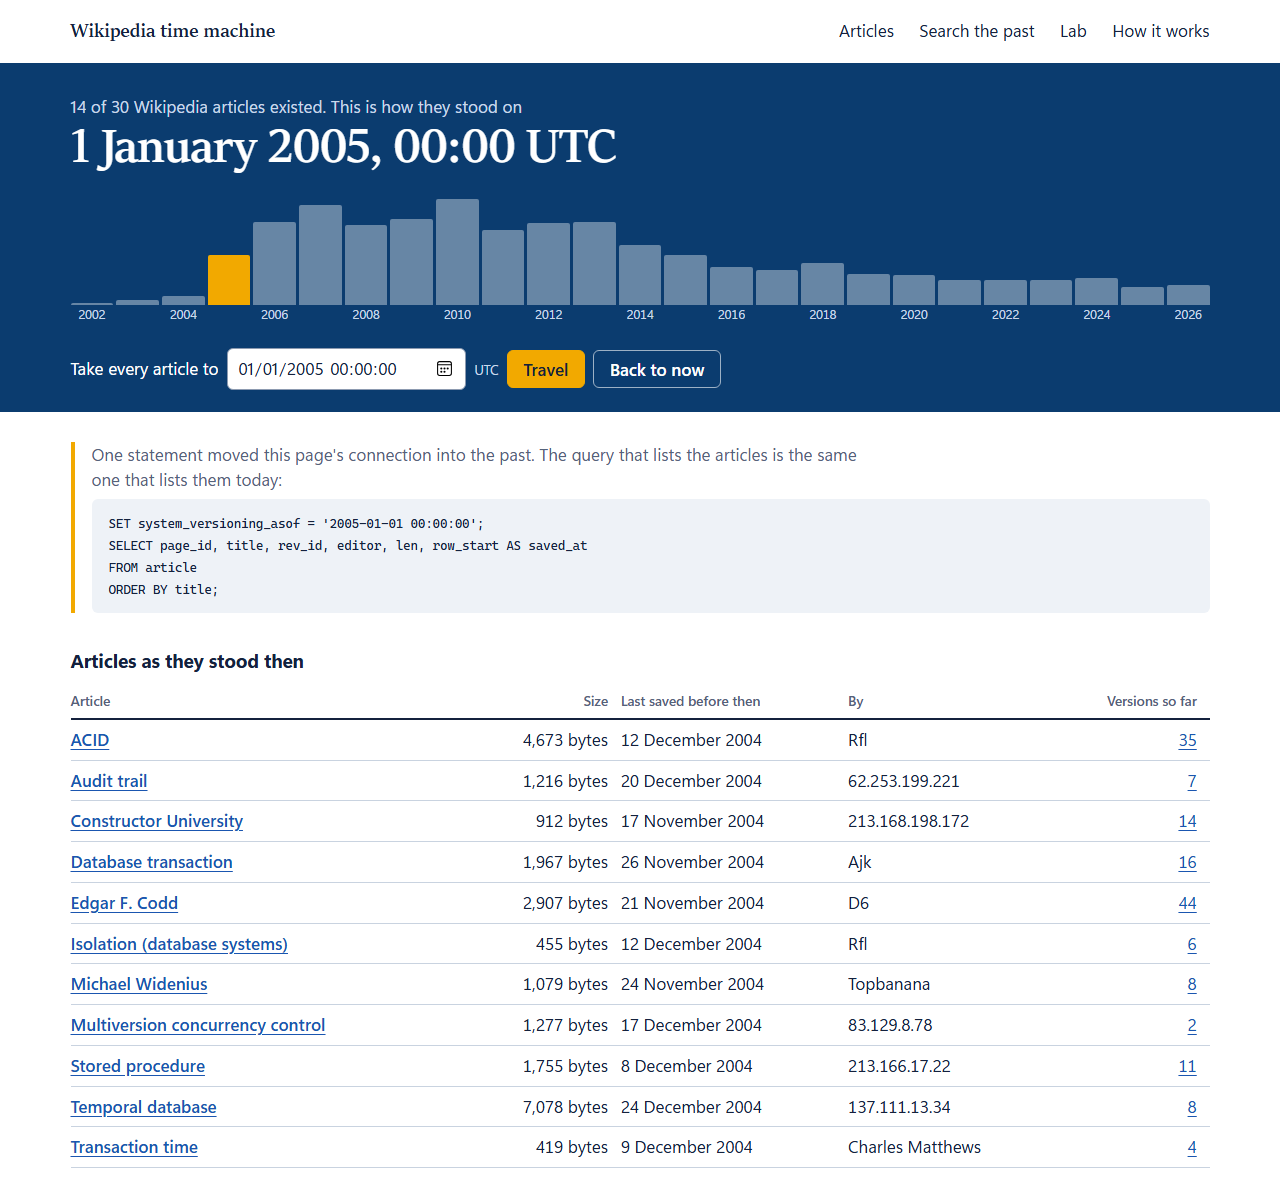 Wikipedia time machine
Articles Search the past Lab How it works
14 of 30 Wikipedia articles existed. This is how they stood on
1 January 2005, 00:00 UTC
2002 2004 2006 2008 2010 2012 2014 2016 2018 2020 2022 2024 2026
Take every article to 01/01/2005 00:00:00 UTC Travel Back to now
One statement moved this page's connection into the past. The query that lists the articles is the same
one that lists them today:
SET system_versioning_asof = '2005-01-01 00:00:00';
SELECT page_id, title, rev_id, editor, len, row_start AS saved_at
FROM article
ORDER BY title;
Articles as they stood then
Article Size Last saved before then By Versions so far
ACID 4,673 bytes 12 December 2004 Rfl 35
Audit trail 1,216 bytes 20 December 2004 62.253.199.221 7
Constructor University 912 bytes 17 November 2004 213.168.198.172 14
Database transaction 1,967 bytes 26 November 2004 Ajk 16
Edgar F. Codd 2,907 bytes 21 November 2004 D6 44
Isolation (database systems) 455 bytes 12 December 2004 Rfl 6
Michael Widenius 1,079 bytes 24 November 2004 Topbanana 8
Multiversion concurrency control 1,277 bytes 17 December 2004 83.129.8.78 2
Stored procedure 1,755 bytes 8 December 2004 213.166.17.22 11
Temporal database 7,078 bytes 24 December 2004 137.111.13.34 8
Transaction time 419 bytes 9 December 2004 Charles Matthews 4